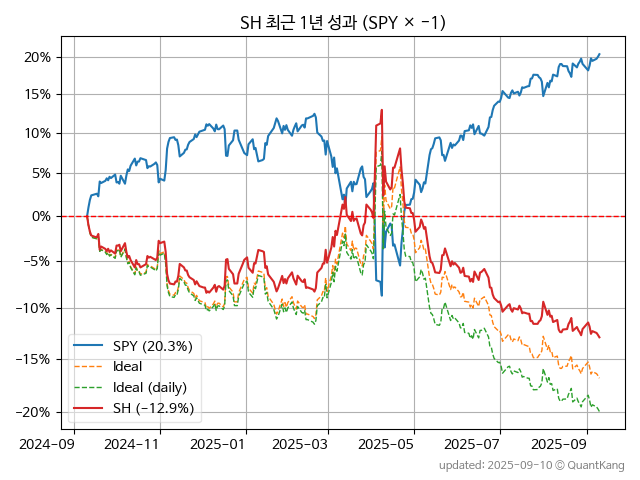 SH 최근 1년 성과 (SPY × −1)
20%
15%
10%
5%
0%
−5%
−10%
−15%
−20%
SPY (20.3%)
Ideal
Ideal (daily)
SH (−12.9%)
2024-09 2024-11 2025-01 2025-03 2025-05 2025-07 2025-09
updated: 2025-09-10 © QuantKang